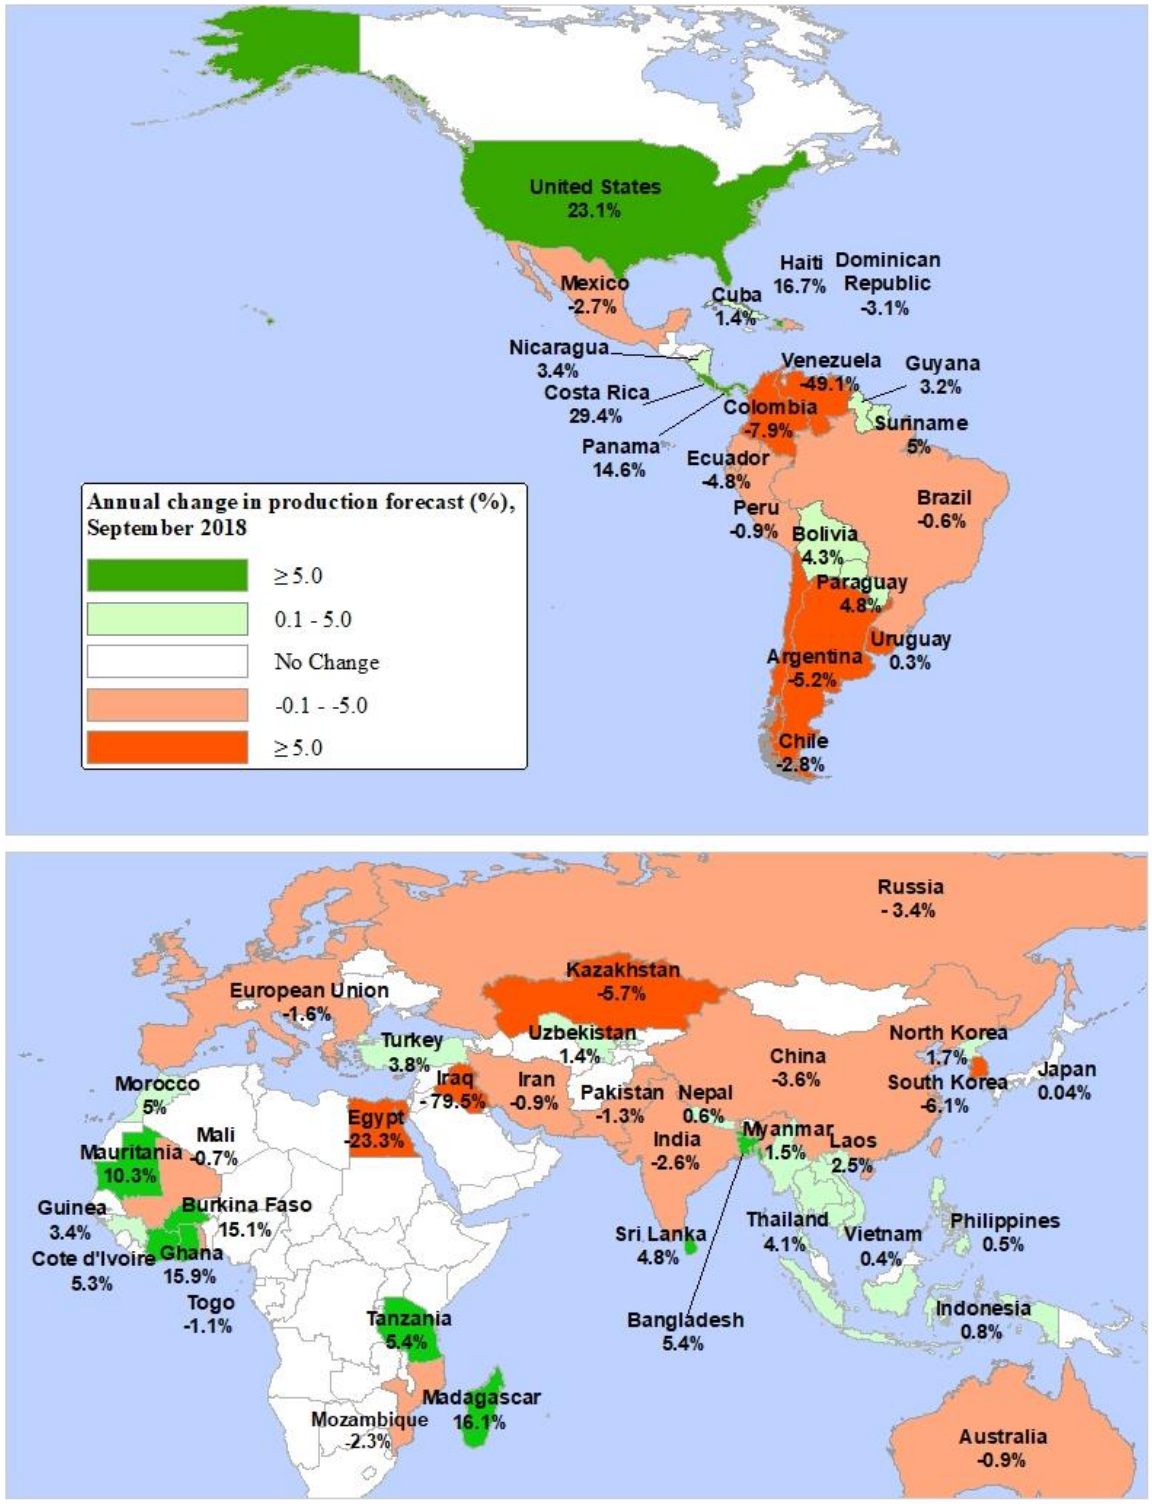 United States
23.1%
Mexico
-2.7%
Cuba
1.4%
Haiti
16.7%
Dominican
Republic
-3.1%
Nicaragua
3.4%
Costa Rica
29.4%
Panama
14.6%
Venezuela
-49.1%
Guyana
3.2%
Colombia
-7.9%
Suriname
5%
Ecuador
-4.8%
Peru
-0.9%
Brazil
-0.6%
Bolivia
4.3%
Paraguay
4.8%
Uruguay
0.3%
Argentina
-5.2%
Chile
-2.8%
Annual change in production forecast (%),
September 2018
≥ 5.0
0.1 - 5.0
No Change
-0.1 - -5.0
≥ 5.0
Russia
- 3.4%
Kazakhstan
-5.7%
European Union
-1.6%
Uzbekistan
1.4%
Turkey
3.8%
North Korea
1.7%
China
-3.6%
Japan
0.04%
South Korea
-6.1%
Morocco
5%
Iraq
- 79.5%
Iran
-0.9%
Pakistan
-1.3%
Nepal
0.6%
Egypt
-23.3%
Mali
-0.7%
Mauritania
10.3%
India
-2.6%
Myanmar
1.5%
Laos
2.5%
Guinea
3.4%
Burkina Faso
15.1%
Cote d'Ivoire
5.3%
Ghana
15.9%
Togo
-1.1%
Sri Lanka
4.8%
Thailand
4.1%
Vietnam
0.4%
Philippines
0.5%
Bangladesh
5.4%
Indonesia
0.8%
Tanzania
5.4%
Madagascar
16.1%
Mozambique
-2.3%
Australia
-0.9%